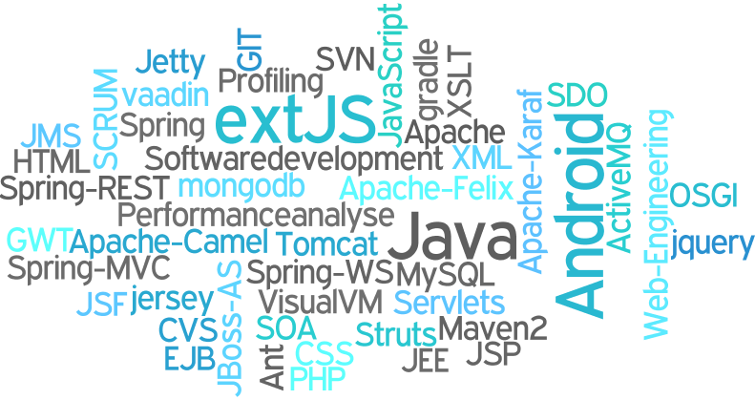 GIT
JavaScript
SVN
Jetty
gradle
XSLT
Profiling
SCRUM
vaadin
extJS
SDO
Spring
Apache
JMS
Apache-Karaf
Android
ActiveMQ
Web-Engineering
HTML
Softwaredevelopment
XML
Spring-REST
mongodb
Apache-Felix
OSGI
Performanceanalyse
Java
GWT
Apache-Camel
Tomcat
jquery
Spring-MVC
JBoss-AS
Spring-WS
MySQL
JSF
jersey
VisualVM
Servlets
CVS
SOA
Struts
Maven2
EJB
Ant
CSS
JEE
JSP
PHP